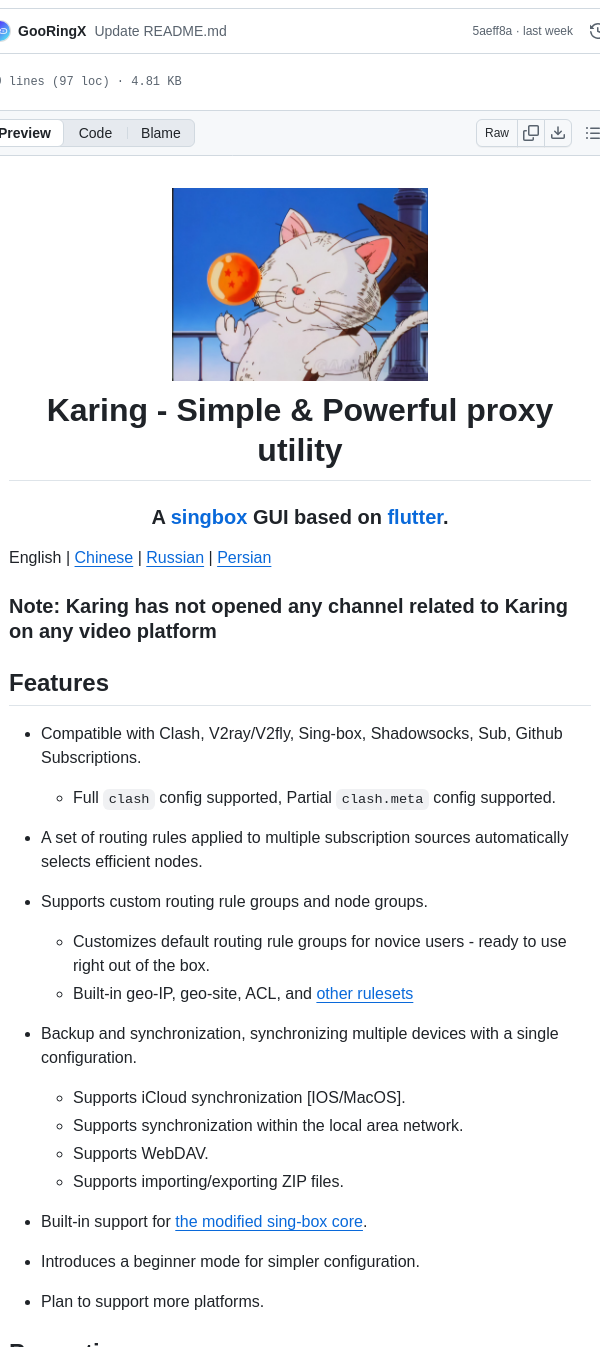 GooRingX Update README.md 5aeff8a · last week
lines (97 loc) · 4.81 KB
Preview Code Blame Raw
Karing - Simple & Powerful proxy
utility
A singbox GUI based on flutter.
English | Chinese | Russian | Persian
Note: Karing has not opened any channel related to Karing
on any video platform
Features
Compatible with Clash, V2ray/V2fly, Sing-box, Shadowsocks, Sub, Github
Subscriptions.
Full clash config supported, Partial clash.meta config supported.
A set of routing rules applied to multiple subscription sources automatically
selects efficient nodes.
Supports custom routing rule groups and node groups.
Customizes default routing rule groups for novice users - ready to use
right out of the box.
Built-in geo-IP, geo-site, ACL, and other rulesets
Backup and synchronization, synchronizing multiple devices with a single
configuration.
Supports iCloud synchronization [IOS/MacOS].
Supports synchronization within the local area network.
Supports WebDAV.
Supports importing/exporting ZIP files.
Built-in support for the modified sing-box core.
Introduces a beginner mode for simpler configuration.
Plan to support more platforms.